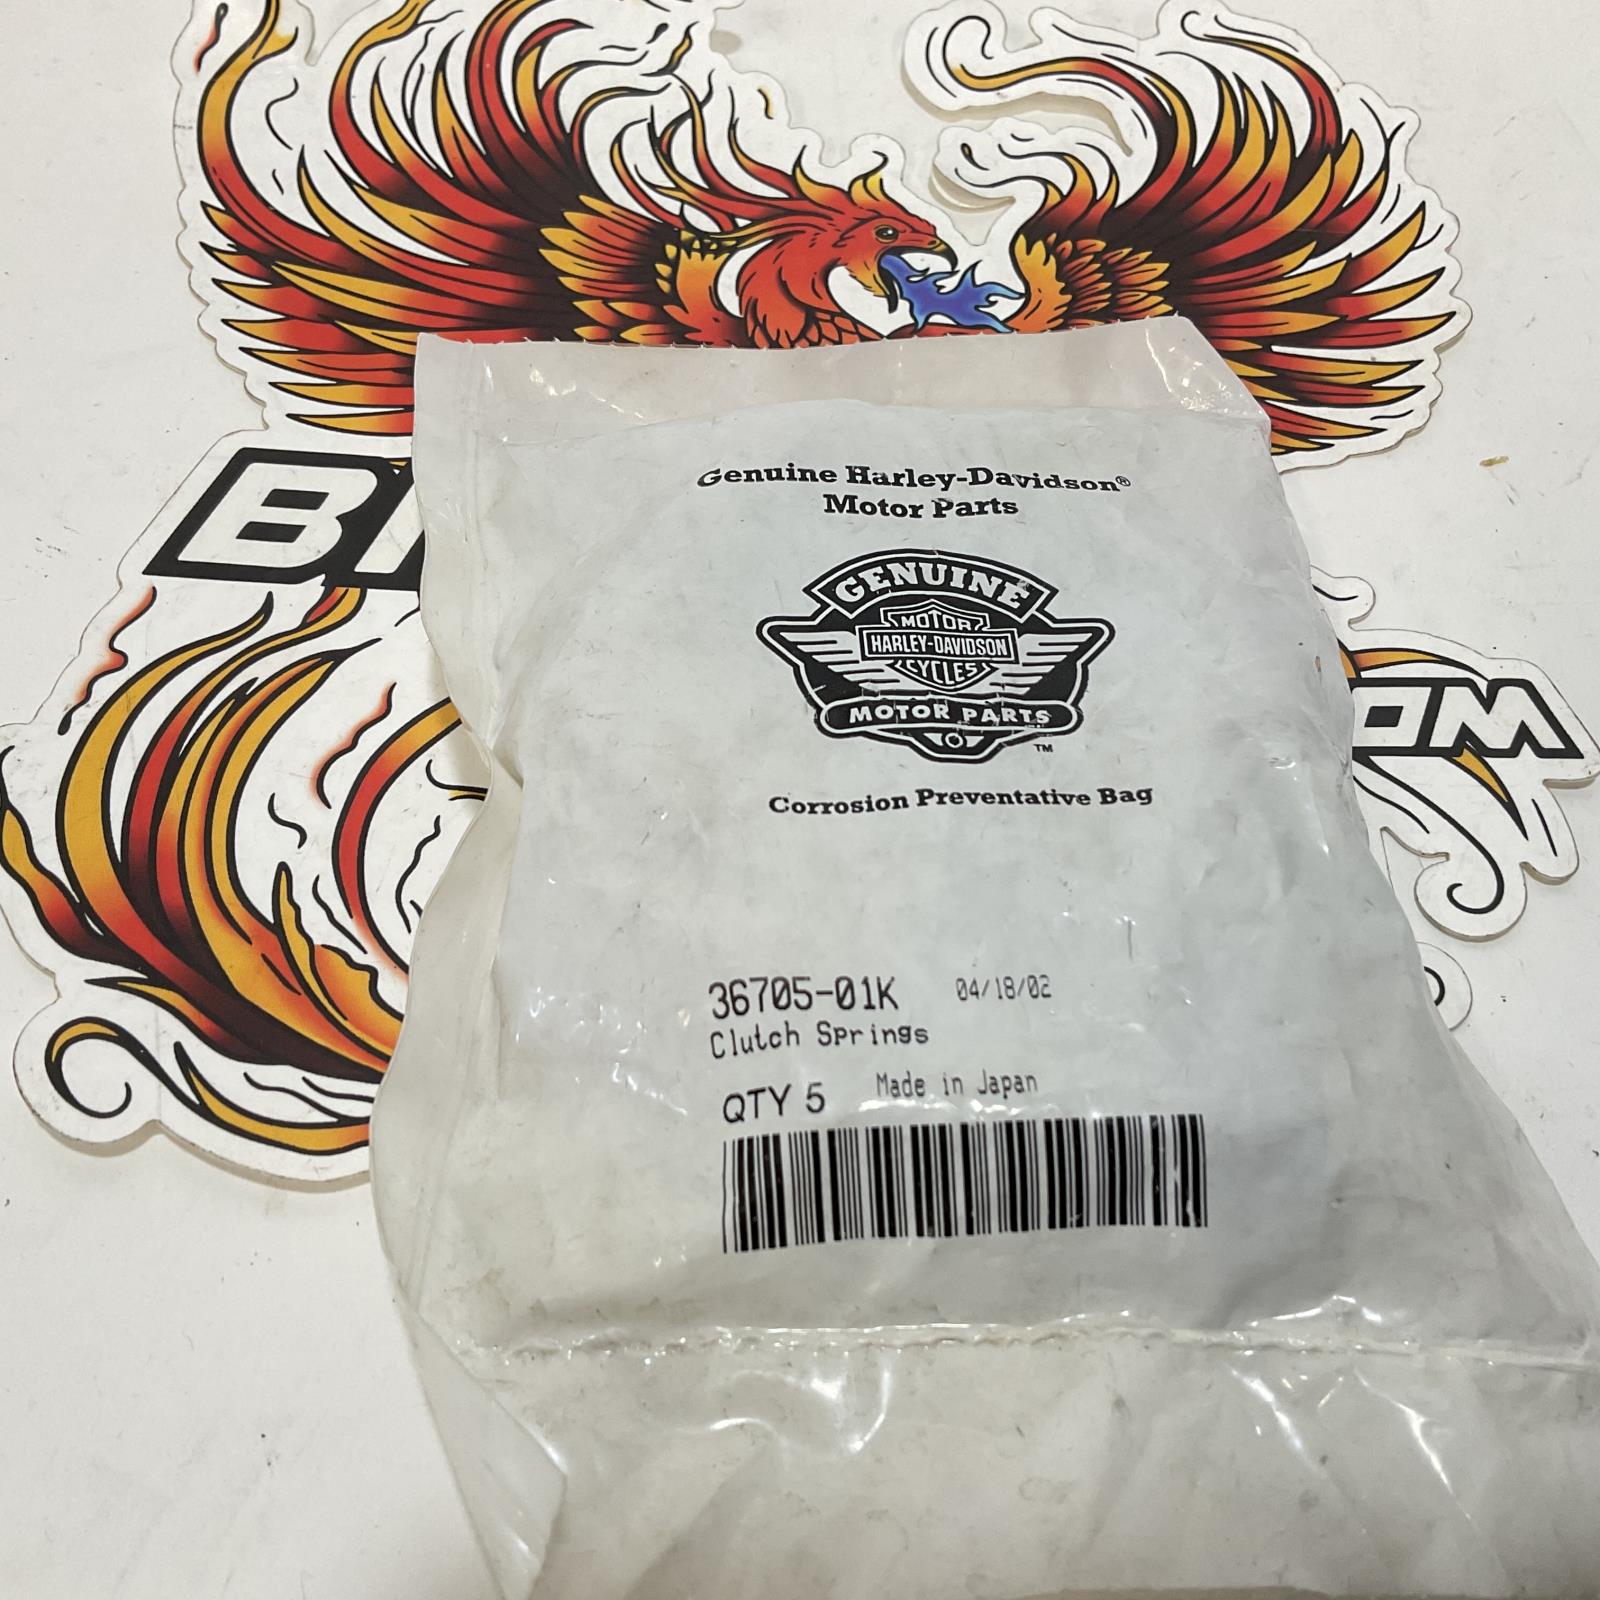 Genuine Harley-Davidson®
Motor Parts
GENUINE
MOTOR
HARLEY-DAVIDSON
CYCLES
MOTOR PARTS
TM
Corrosion Preventative Bag
36705-01K 04/18/02
Clutch Springs
QTY 5 Made in Japan